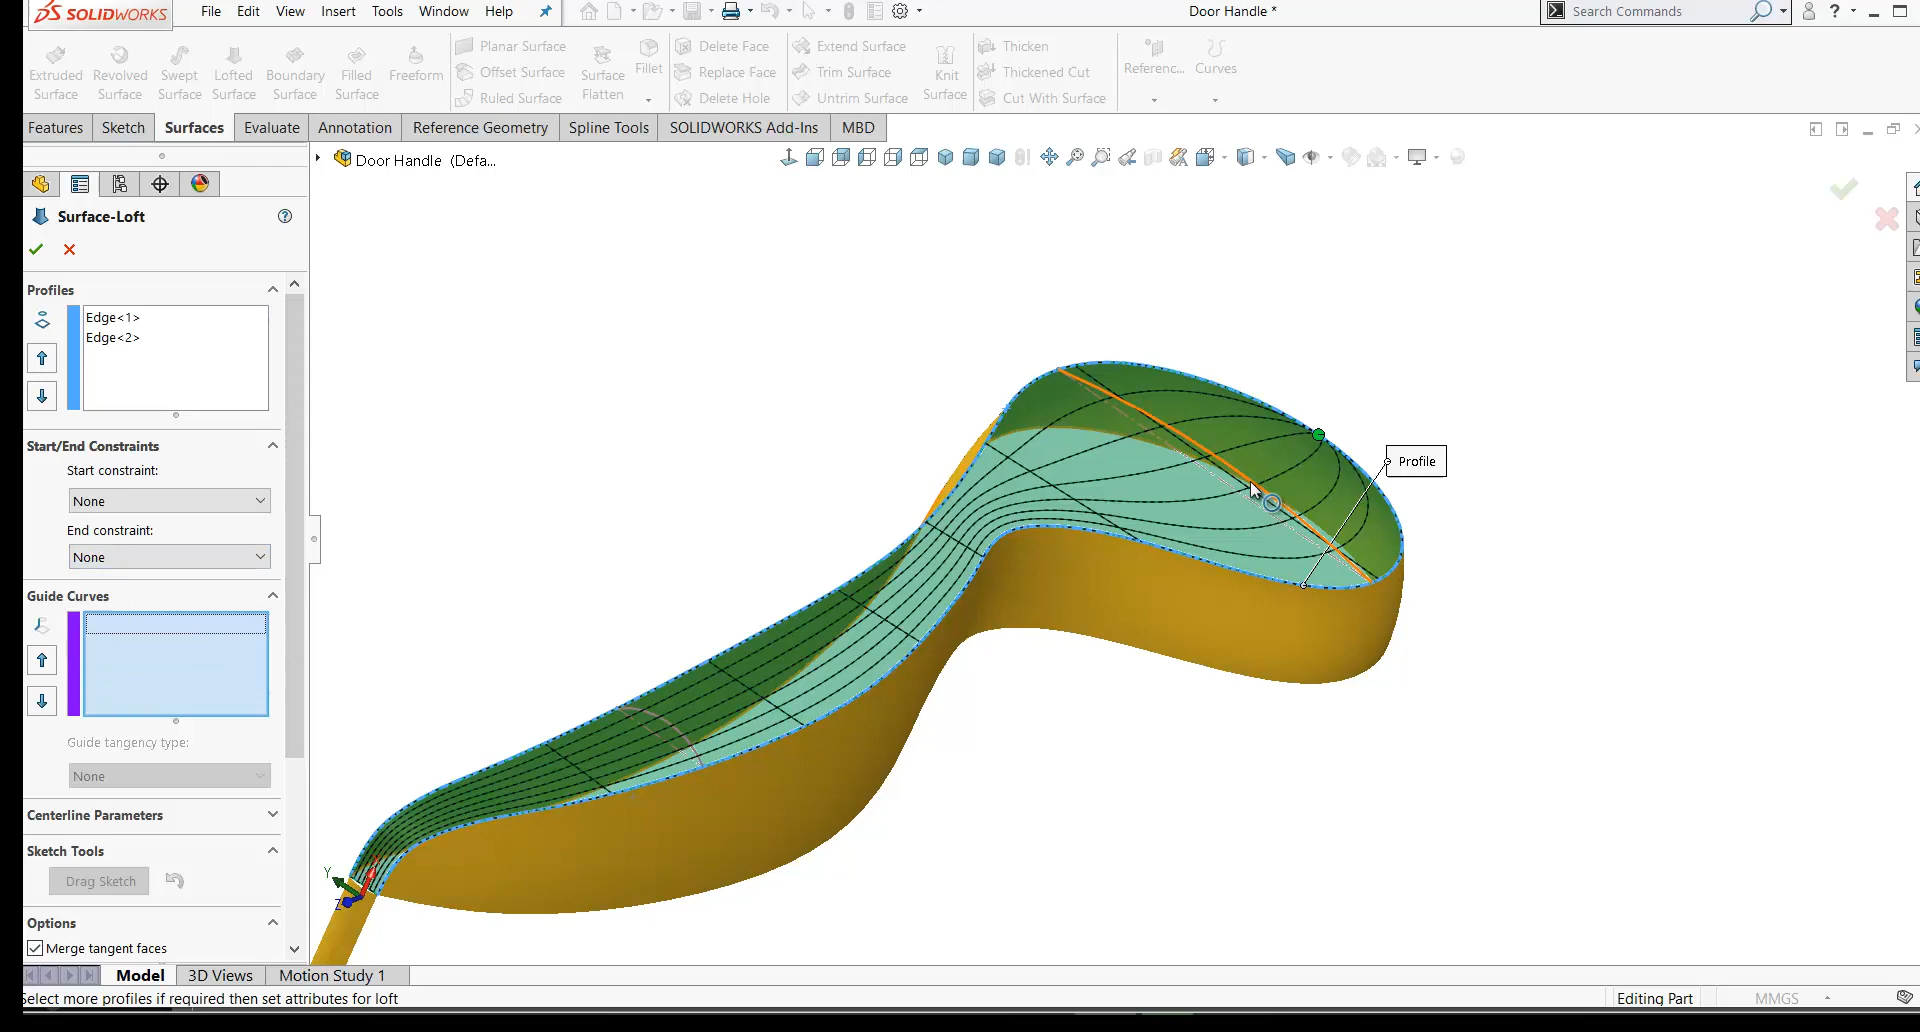 SOLIDWORKS File Edit View Insert Tools Window Help Door Handle * Search Commands ?
Extruded Surface
Revolved Surface
Swept Surface
Lofted Surface
Boundary Surface
Filled Surface
Freeform
Planar Surface
Offset Surface
Ruled Surface
Surface Flatten
Fillet
Delete Face
Replace Face
Delete Hole
Extend Surface
Trim Surface
Untrim Surface
Knit Surface
Thicken
Thickened Cut
Cut With Surface
Referenc...
Curves
Features Sketch Surfaces Evaluate Annotation Reference Geometry Spline Tools SOLIDWORKS Add-Ins MBD
Door Handle (Defa...
Surface-Loft ?
Profiles
Edge<1>
Edge<2>
Start/End Constraints
Start constraint:
None
End constraint:
None
Guide Curves
Guide tangency type:
None
Centerline Parameters
Sketch Tools
Drag Sketch
Options
Merge tangent faces
Profile
Y
Z
Model 3D Views Motion Study 1
Select more profiles if required then set attributes for loft Editing Part MMGS